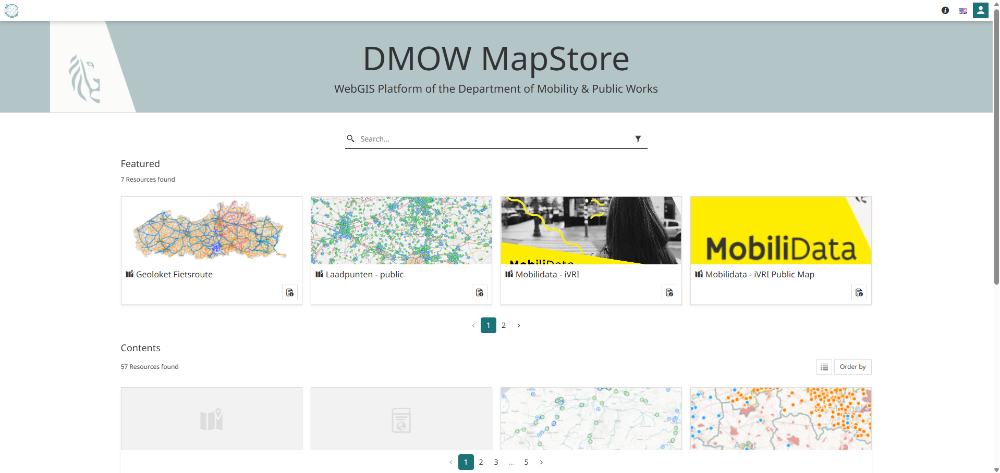 DMOW MapStore
WebGIS Platform of the Department of Mobility & Public Works
Search...
Featured
7 Resources found
MobiliData
MobiliData
Geoloket Fietsroute
Laadpunten - public
Mobilidata - iVRI
Mobilidata - iVRI Public Map
1 2
Contents
57 Resources found
Order by
1 2 3 ... 5